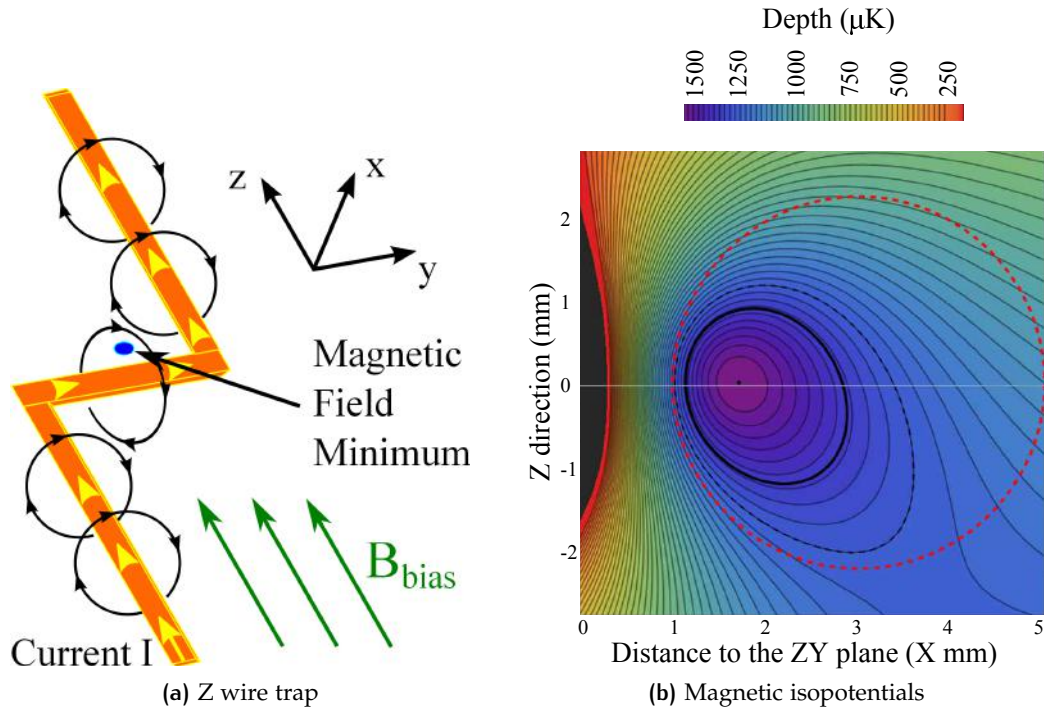 z
x
y
Magnetic
Field
Minimum
B_bias
Current I
(a) Z wire trap
Depth (μK)
1500
1250
1000
750
500
250
Z direction (mm)
2
1
0
-1
-2
0 1 2 3 4 5
Distance to the ZY plane (X mm)
(b) Magnetic isopotentials